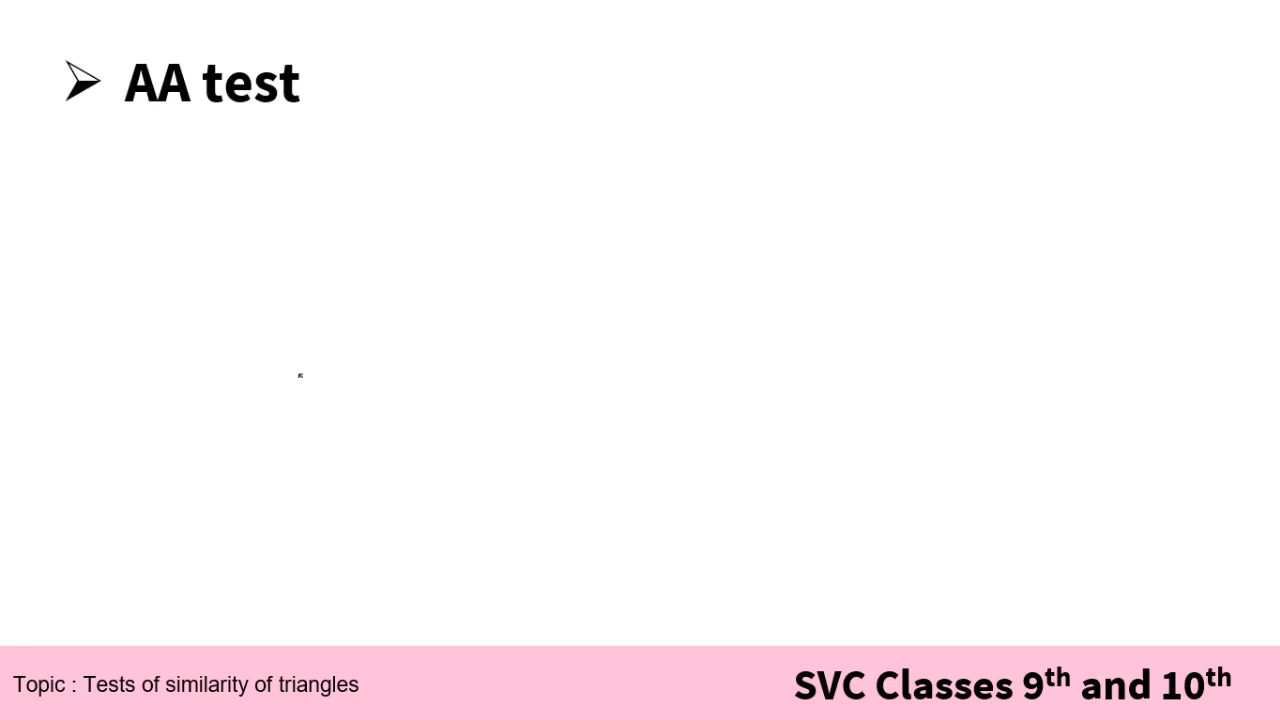 AA test
Topic : Tests of similarity of triangles
SVC Classes 9th and 10th